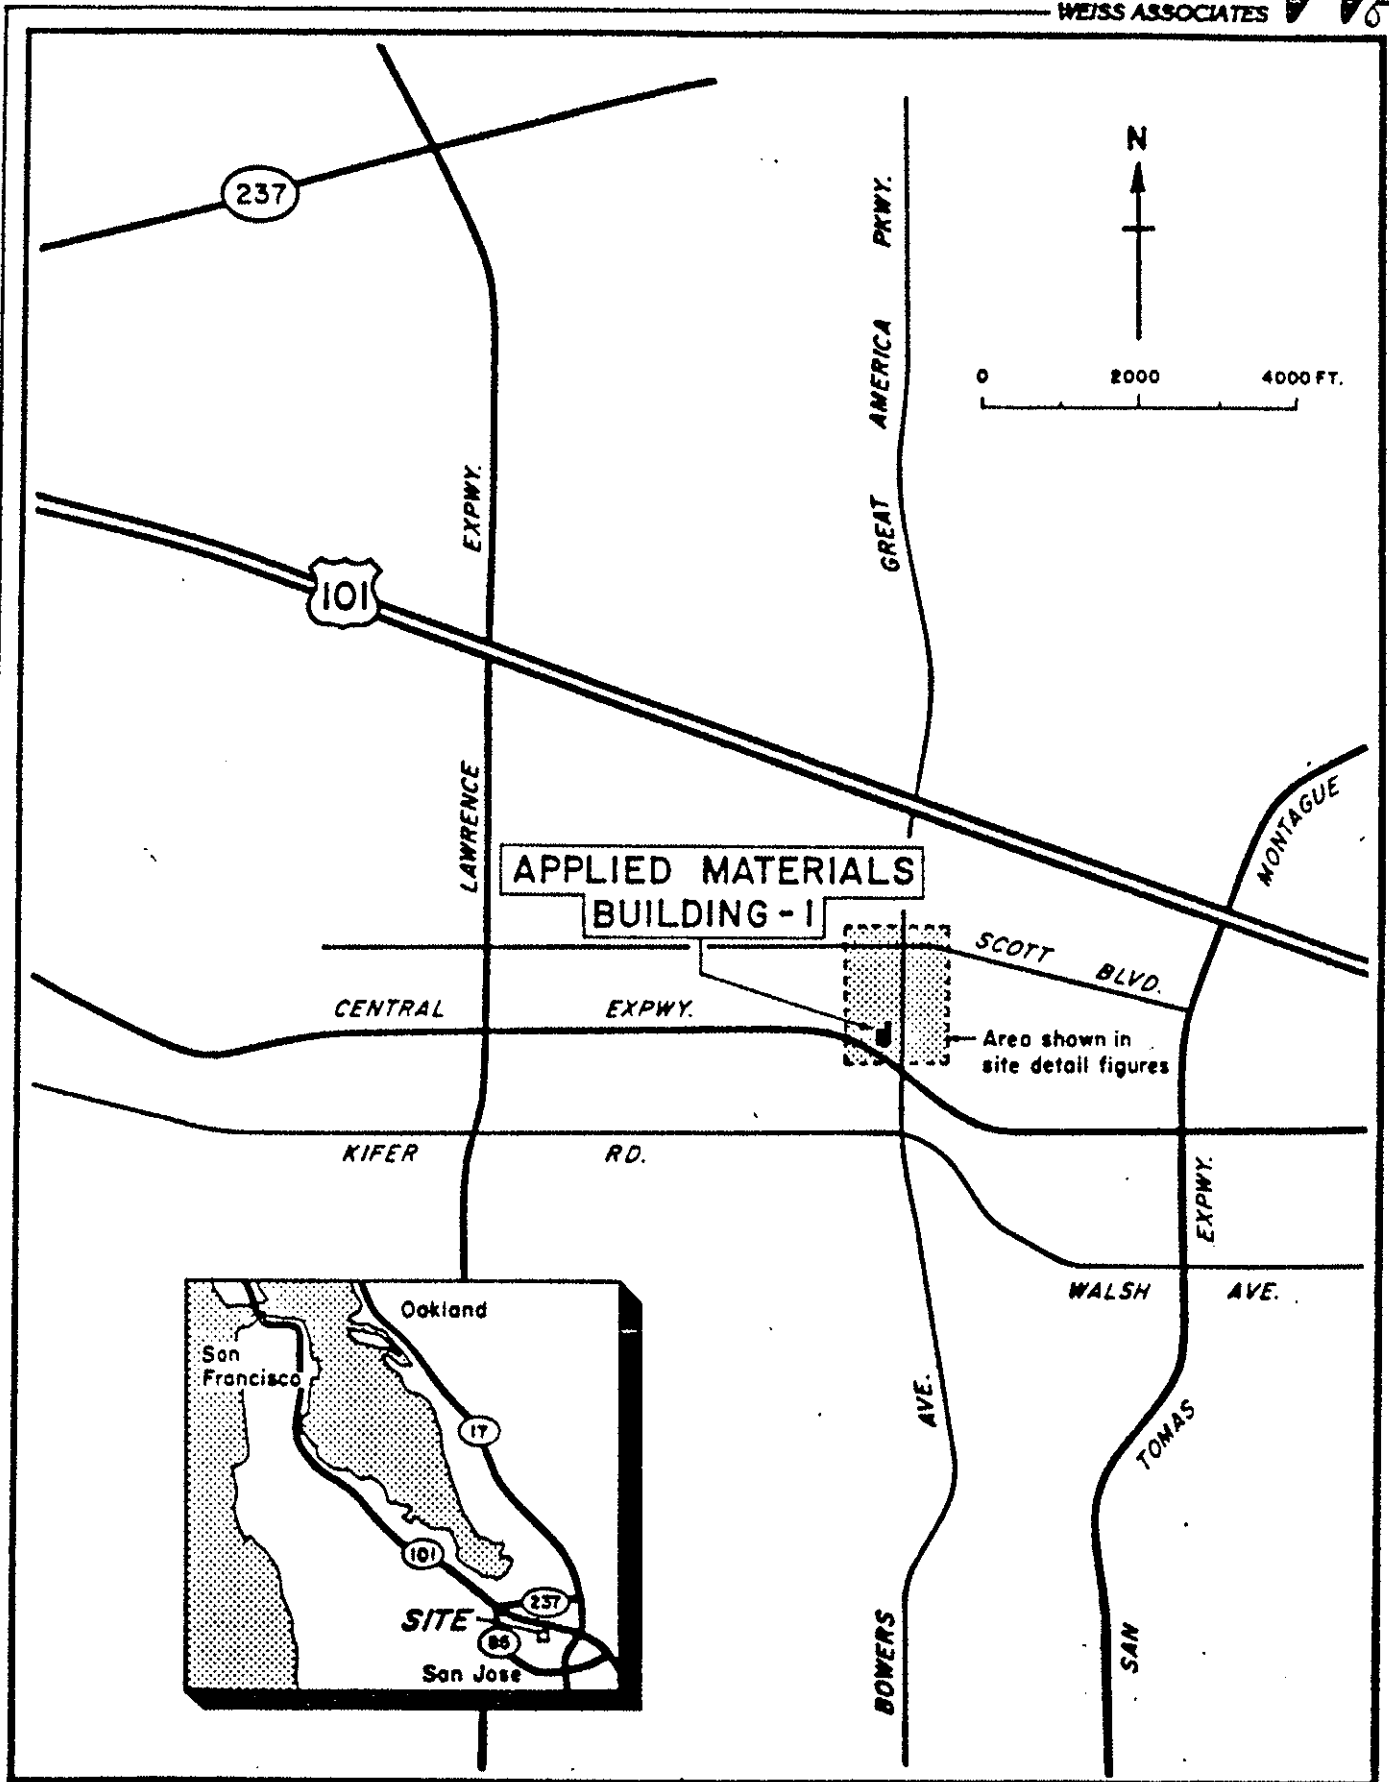 WEISS ASSOCIATES
237
N
0 2000 4000 FT.
GREAT AMERICA PKWY.
LAWRENCE EXPWY.
101
MONTAGUE
APPLIED MATERIALS
BUILDING - 1
SCOTT BLVD.
CENTRAL EXPWY.
Area shown in
site detail figures
KIFER RD.
WALSH AVE.
SAN TOMAS EXPWY.
BOWERS AVE.
Oakland
San
Francisco
17
101
237
SITE
San Jose